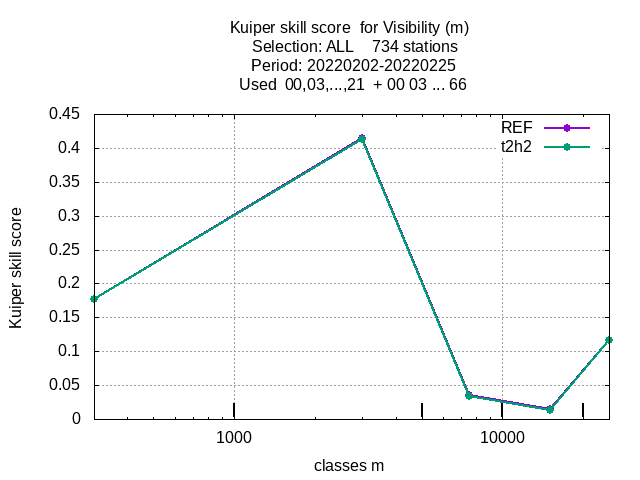 Kuiper skill score  for Visibility (m)
Selection: ALL    734 stations
Period: 20220202-20220225
Used  00,03,...,21  + 00 03 ... 66
REF
t2h2
0.45
0.4
0.35
0.3
0.25
0.2
0.15
0.1
0.05
0
Kuiper skill score
1000
10000
classes m